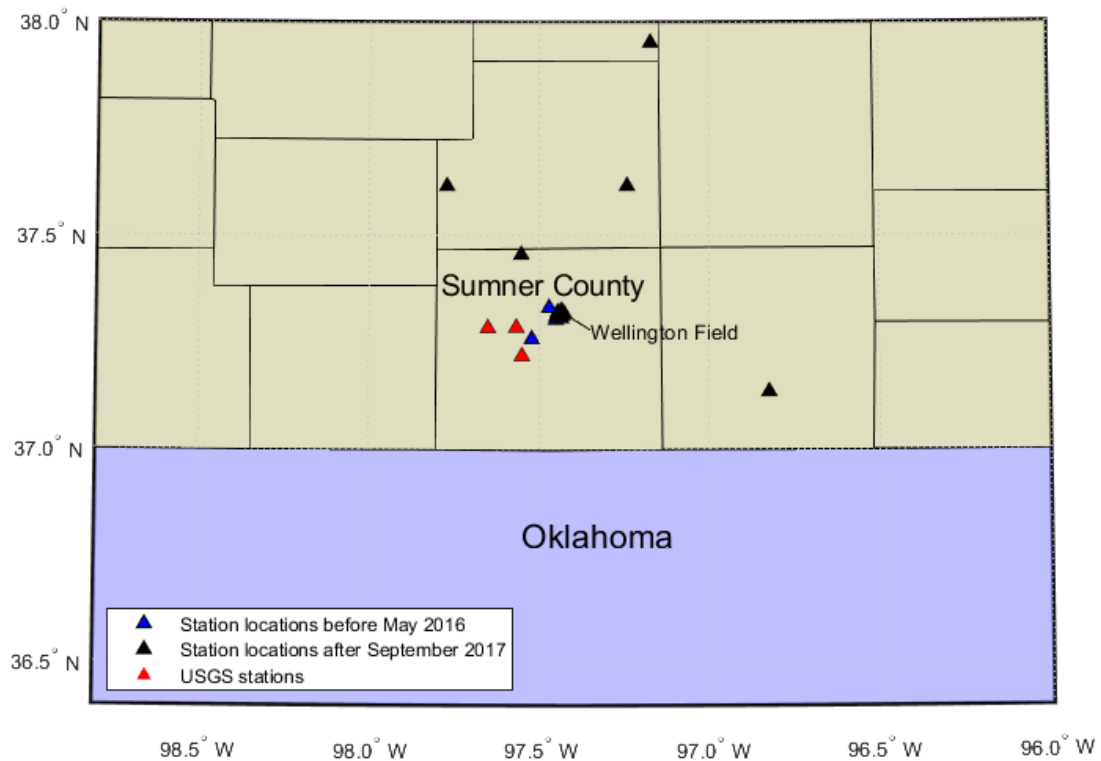 38.0° N
37.5° N
Sumner County
Wellington Field
37.0° N
Oklahoma
Station locations before May 2016
Station locations after September 2017
USGS stations
36.5° N
98.5° W 98.0° W 97.5° W 97.0° W 96.5° W 96.0° W